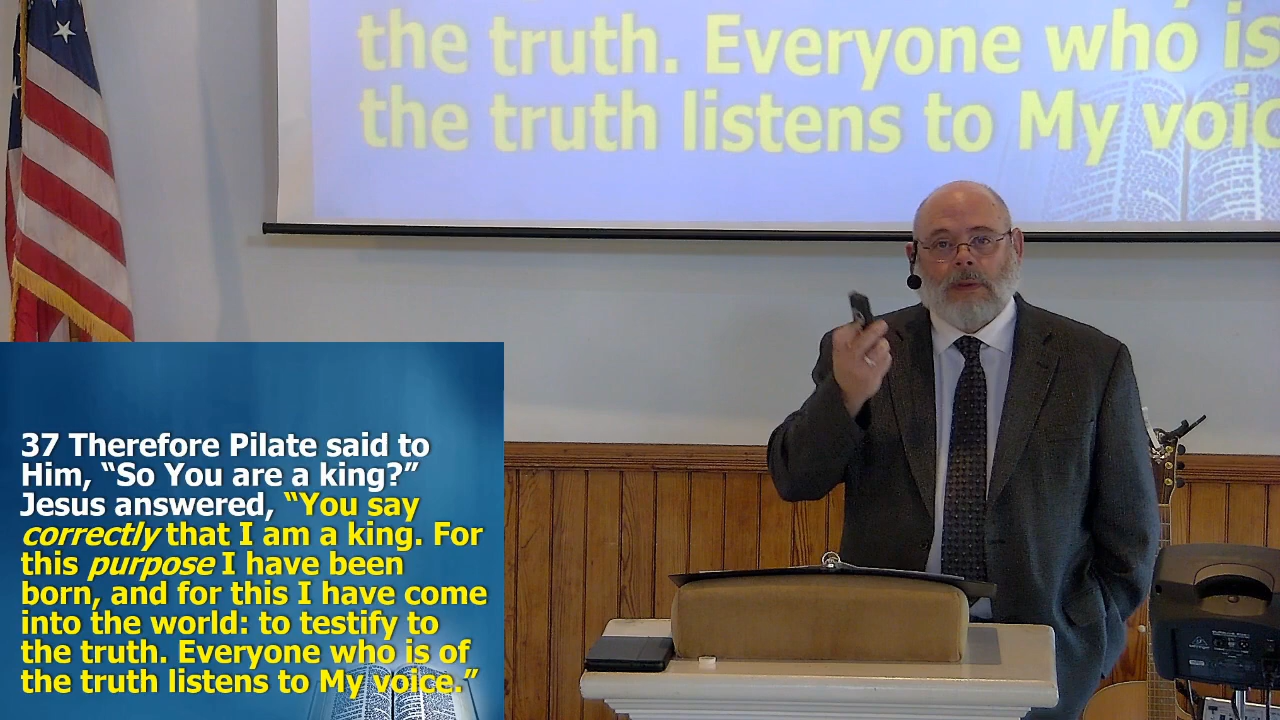 the truth. Everyone who is
the truth listens to My voic
37 Therefore Pilate said to
Him, “So You are a king?”
Jesus answered, “You say
correctly that I am a king. For
this purpose I have been
born, and for this I have come
into the world: to testify to
the truth. Everyone who is of
the truth listens to My voice.”